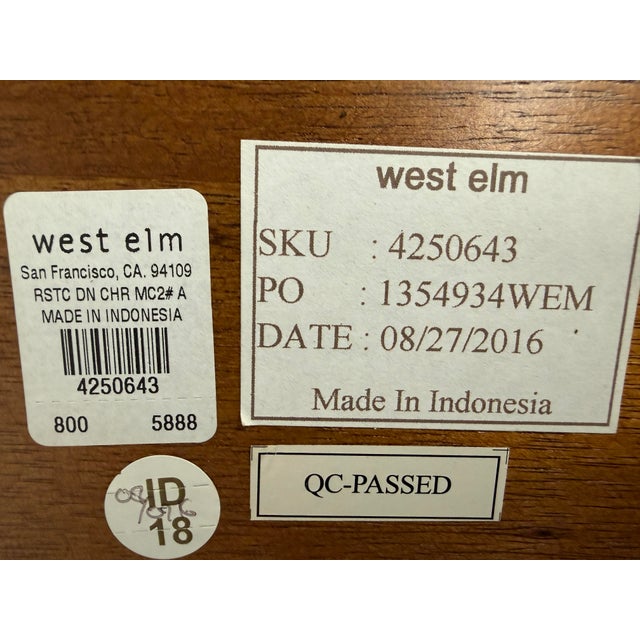 west elm
San Francisco, CA. 94109
RSTC DN CHR MC2# A
MADE IN INDONESIA
4250643
800 5888
west elm
SKU : 4250643
PO : 1354934WEM
DATE : 08/27/2016
Made In Indonesia
QC-PASSED
ID
18